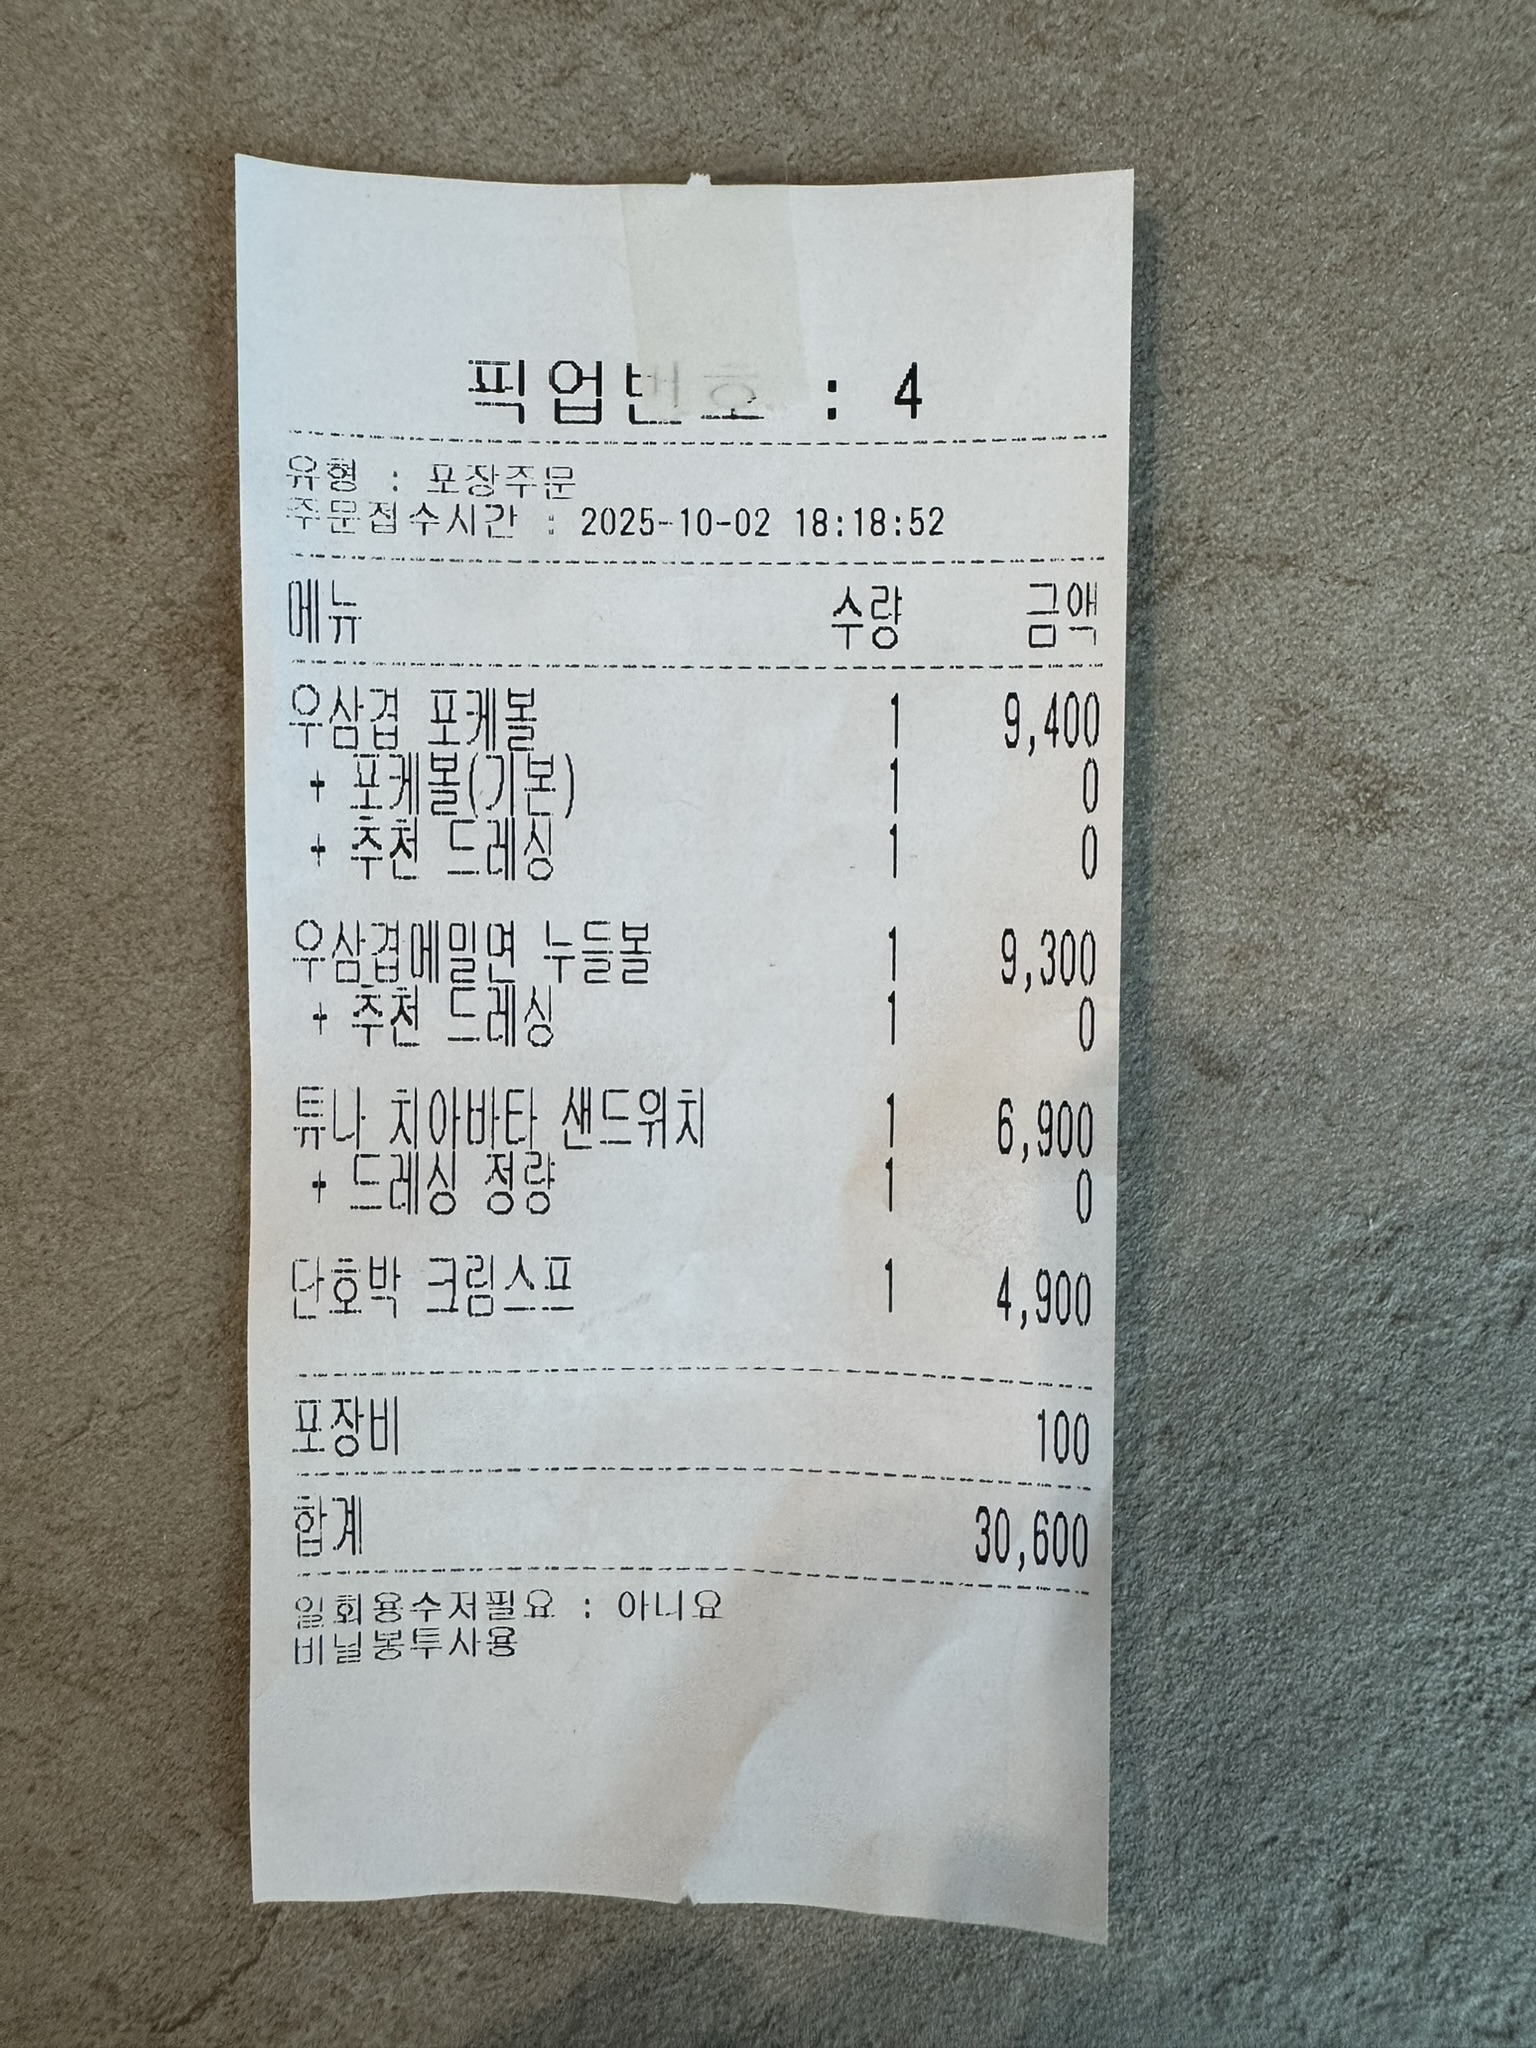 픽업번호 : 4
유형 : 포장주문
주문접수시간 : 2025-10-02 18:18:52
메뉴 수량 금액
우삼겹 포케볼 1 9,400
+ 포케볼(기본) 1 0
+ 추천 드레싱 1 0
우삼겹메밀면 누들볼 1 9,300
+ 추천 드레싱 1 0
튜나 치아바타 샌드위치 1 6,900
+ 드레싱 정량 1 0
단호박 크림스프 1 4,900
포장비 100
합계 30,600
일회용수저필요 : 아니요
비닐봉투사용